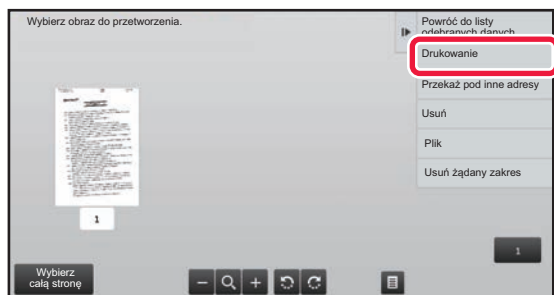 Wybierz obraz do przetworzenia.
Powróć do listy
odebranych danych
Drukowanie
Przekaż pod inne adresy
Usuń
Plik
Usuń żądany zakres
1
1
Wybierz
całą stronę